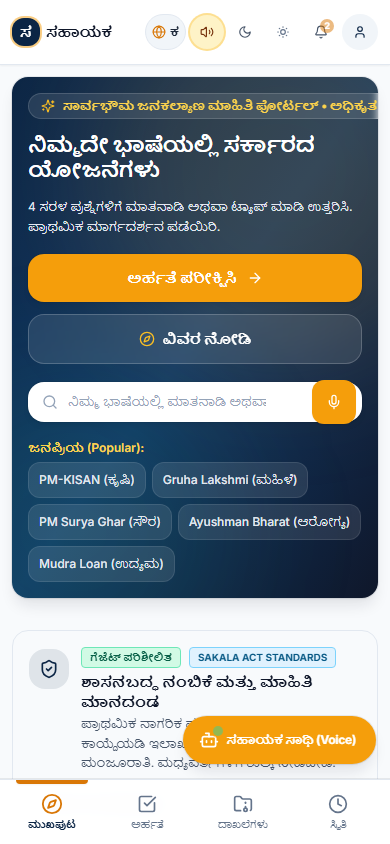 ಸ ಸಹಾಯಕ ಕ 2
ಸಾರ್ವಭೌಮ ಜನಕಲ್ಯಾಣ ಮಾಹಿತಿ ಪೋರ್ಟಲ್ • ಅಧಿಕೃತ
ನಿಮ್ಮದೇ ಭಾಷೆಯಲ್ಲಿ ಸರ್ಕಾರದ
ಯೋಜನೆಗಳು
4 ಸರಳ ಪ್ರಶ್ನೆಗಳಿಗೆ ಮಾತನಾಡಿ ಅಥವಾ ಟ್ಯಾಪ್ ಮಾಡಿ ಉತ್ತರಿಸಿ.
ಪ್ರಾಥಮಿಕ ಮಾರ್ಗದರ್ಶನ ಪಡೆಯಿರಿ.
ಅರ್ಹತೆ ಪರೀಕ್ಷಿಸಿ →
ವಿವರ ನೋಡಿ
ನಿಮ್ಮ ಭಾಷೆಯಲ್ಲಿ ಮಾತನಾಡಿ ಅಥವಾ
ಜನಪ್ರಿಯ (Popular):
PM-KISAN (ಕೃಷಿ) Gruha Lakshmi (ಮಹಿಳೆ)
PM Surya Ghar (ಸೌರ) Ayushman Bharat (ಆರೋಗ್ಯ)
Mudra Loan (ಉದ್ಯಮ)
ಗೆಜೆಟ್ ಪರಿಶೀಲಿತ SAKALA ACT STANDARDS
ಶಾಸನಬದ್ಧ ನಂಬಿಕೆ ಮತ್ತು ಮಾಹಿತಿ
ಮಾನದಂಡ
ಪ್ರಾಥಮಿಕ ನಾಗರಿಕ
ಕಾಯ್ದೆಯಡಿ
ಸಹಾಯಕ ಸಾಥಿ (Voice)
ಮಂಜೂರಾತಿ.
ಮುಖಪುಟ ಅರ್ಹತೆ ದಾಖಲೆಗಳು ಸ್ಥಿತಿ